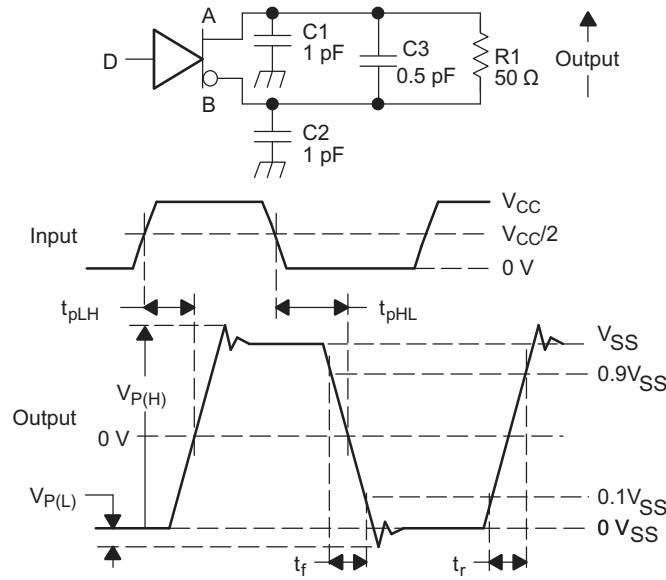 A
C1
1 pF
C3
0.5 pF
R1
50 Ω
Output
D
B
C2
1 pF
Input
V_CC
V_CC/2
0 V
t_pLH
t_pHL
V_SS
0.9V_SS
V_P(H)
Output
0 V
V_P(L)
0.1V_SS
0 V_SS
t_f
t_r